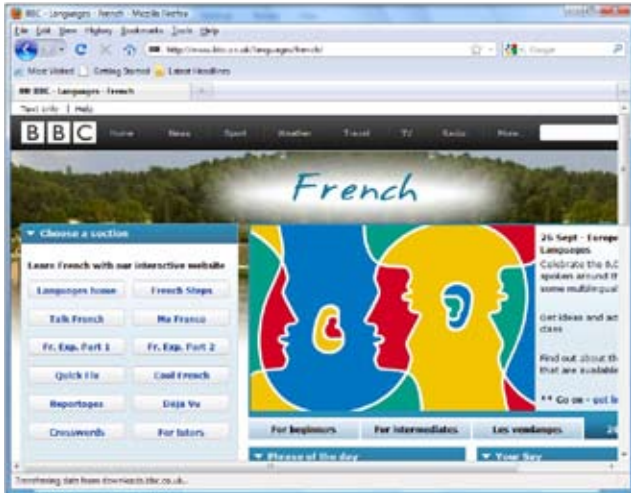 BBC - Languages - French - Mozilla Firefox
File Edit View History Bookmarks Tools Help
http://www.bbc.co.uk/languages/french/
Google
Most Visited Getting Started Latest Headlines
BBC - Languages - French
Text only | Help
BBC Home News Sport Weather Travel TV Radio More...
French
Choose a section
Learn French with our interactive website
Languages home French Steps
Talk French Ma France
Fr. Exp. Part 1 Fr. Exp. Part 2
Quick Fix Cool French
Reportages Déjà Vu
Crosswords For tutors
26 Sept - Europe
Languages
Celebrate the
spoken around th
some multilingual
Get ideas and act
class
Find out about th
that are available
** Go on - get
For beginners For intermediates Les vendanges
Phrase of the day Your Say
Transferring data from downloads.bbc.co.uk...